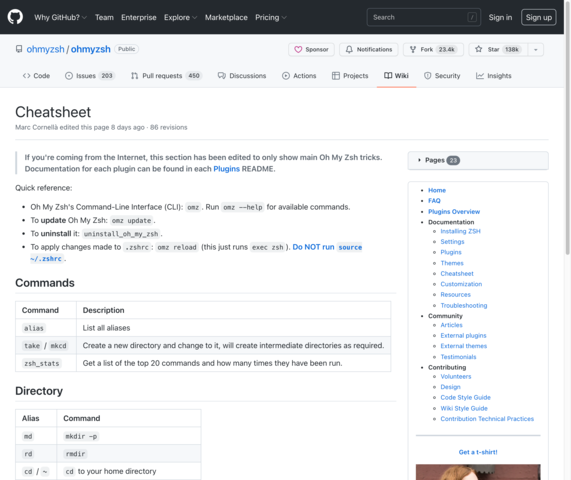 Why GitHub? Team Enterprise Explore Marketplace Pricing Search / Sign in Sign up
ohmyzsh / ohmyzsh Public Sponsor Notifications Fork 23.4k Star 138k
Code Issues 203 Pull requests 450 Discussions Actions Projects Wiki Security Insights
Cheatsheet
Marc Cornellà edited this page 8 days ago · 86 revisions
If you're coming from the Internet, this section has been edited to only show main Oh My Zsh tricks.
Documentation for each plugin can be found in each Plugins README.
Quick reference:
Oh My Zsh's Command-Line Interface (CLI): omz. Run omz --help for available commands.
To update Oh My Zsh: omz update.
To uninstall it: uninstall_oh_my_zsh.
To apply changes made to .zshrc: omz reload (this just runs exec zsh). Do NOT run source
~/.zshrc.
Commands
Command Description
alias List all aliases
take / mkcd Create a new directory and change to it, will create intermediate directories as required.
zsh_stats Get a list of the top 20 commands and how many times they have been run.
Directory
Alias Command
md mkdir -p
rd rmdir
cd / ~ cd to your home directory
Pages 23
Home
FAQ
Plugins Overview
Documentation
Installing ZSH
Settings
Plugins
Themes
Cheatsheet
Customization
Resources
Troubleshooting
Community
Articles
External plugins
External themes
Testimonials
Contributing
Volunteers
Design
Code Style Guide
Wiki Style Guide
Contribution Technical Practices
Get a t-shirt!